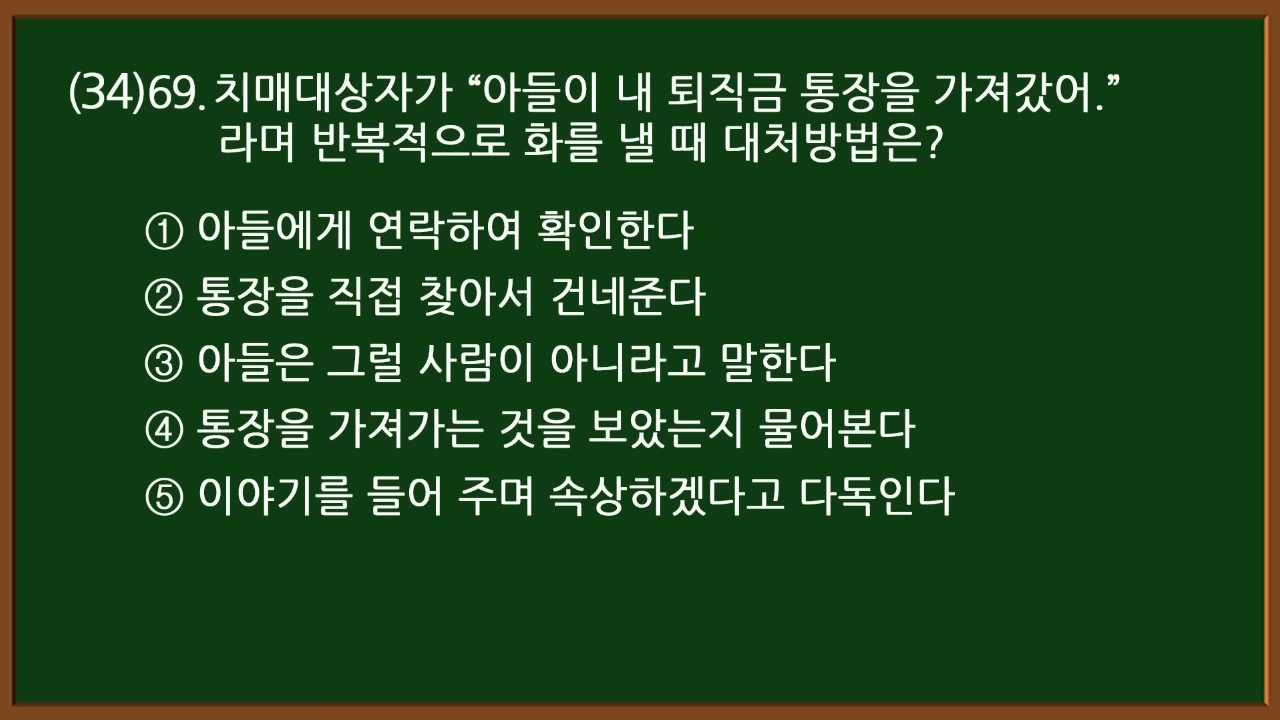 (34)69. 치매대상자가 “아들이 내 퇴직금 통장을 가져갔어.”
라며 반복적으로 화를 낼 때 대처방법은?
① 아들에게 연락하여 확인한다
② 통장을 직접 찾아서 건네준다
③ 아들은 그럴 사람이 아니라고 말한다
④ 통장을 가져가는 것을 보았는지 물어본다
⑤ 이야기를 들어 주며 속상하겠다고 다독인다